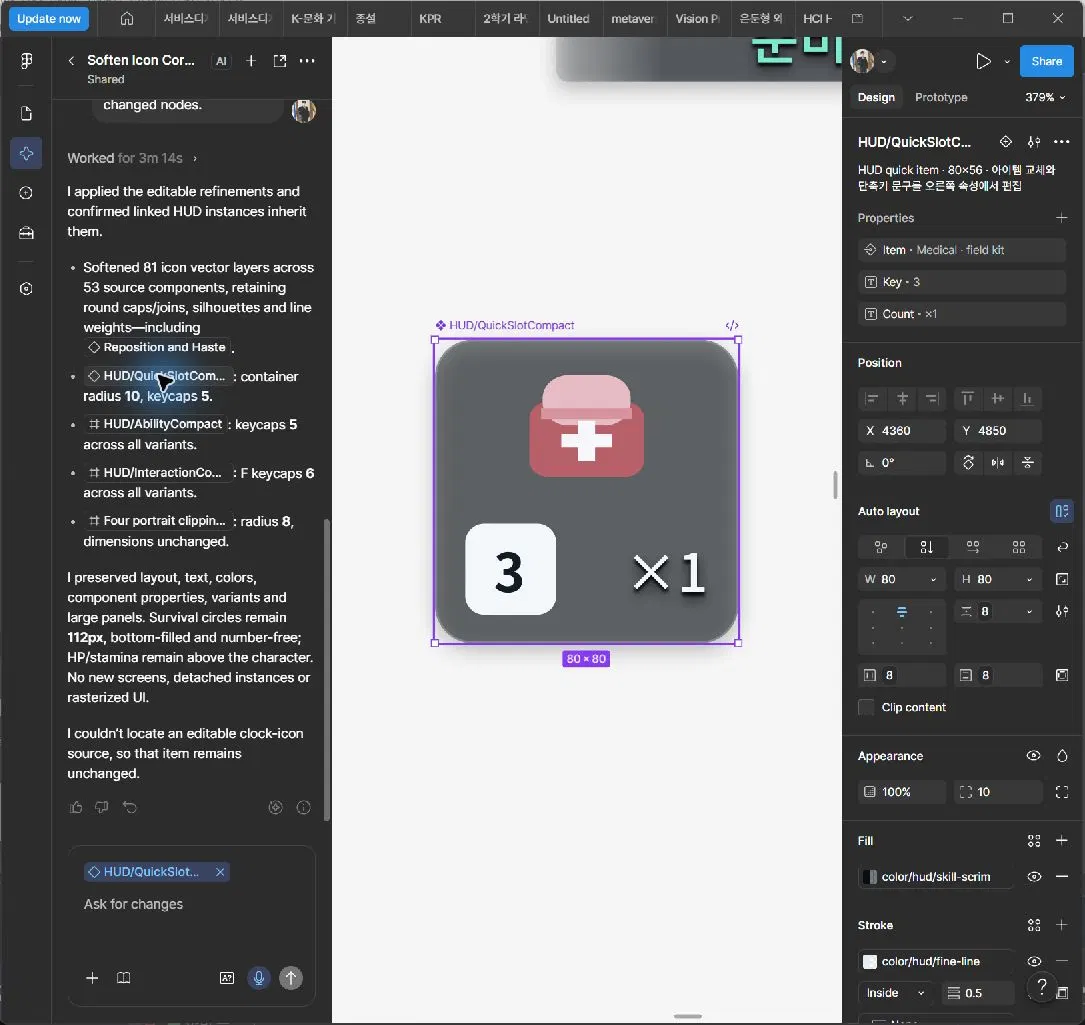 Update now
서비스디
서비스디
K-문화 기
종설
KPR
2학기 라
Untitled
metaver
Vision P
은둔형 외
HCI H
Soften Icon Cor...
AI
Shared
changed nodes.
Worked for 3m 14s
I applied the editable refinements and
confirmed linked HUD instances inherit
them.
• Softened 81 icon vector layers across
53 source components, retaining
round caps/joins, silhouettes and line
weights—including
Reposition and Haste .
• HUD/QuickSlotCom... : container
radius 10, keycaps 5.
• HUD/AbilityCompact : keycaps 5
across all variants.
• HUD/InteractionCo... : F keycaps 6
across all variants.
• Four portrait clippin... : radius 8,
dimensions unchanged.
I preserved layout, text, colors,
component properties, variants and
large panels. Survival circles remain
112px, bottom-filled and number-free;
HP/stamina remain above the character.
No new screens, detached instances or
rasterized UI.
I couldn't locate an editable clock-icon
source, so that item remains
unchanged.
HUD/QuickSlot...
Ask for changes
A?
HUD/QuickSlotCompact
</>
3
×1
80 × 80
Share
Design
Prototype
379%
HUD/QuickSlotC...
HUD quick item · 80×56 · 아이템 교체와
단축키 문구를 오른쪽 속성에서 편집
Properties
Item • Medical · field kit
Key • 3
Count • ×1
Position
X 4360
Y 4850
0°
Auto layout
W 80
H 80
8
8
8
Clip content
Appearance
100%
10
Fill
color/hud/skill-scrim
Stroke
color/hud/fine-line
Inside
0.5
?